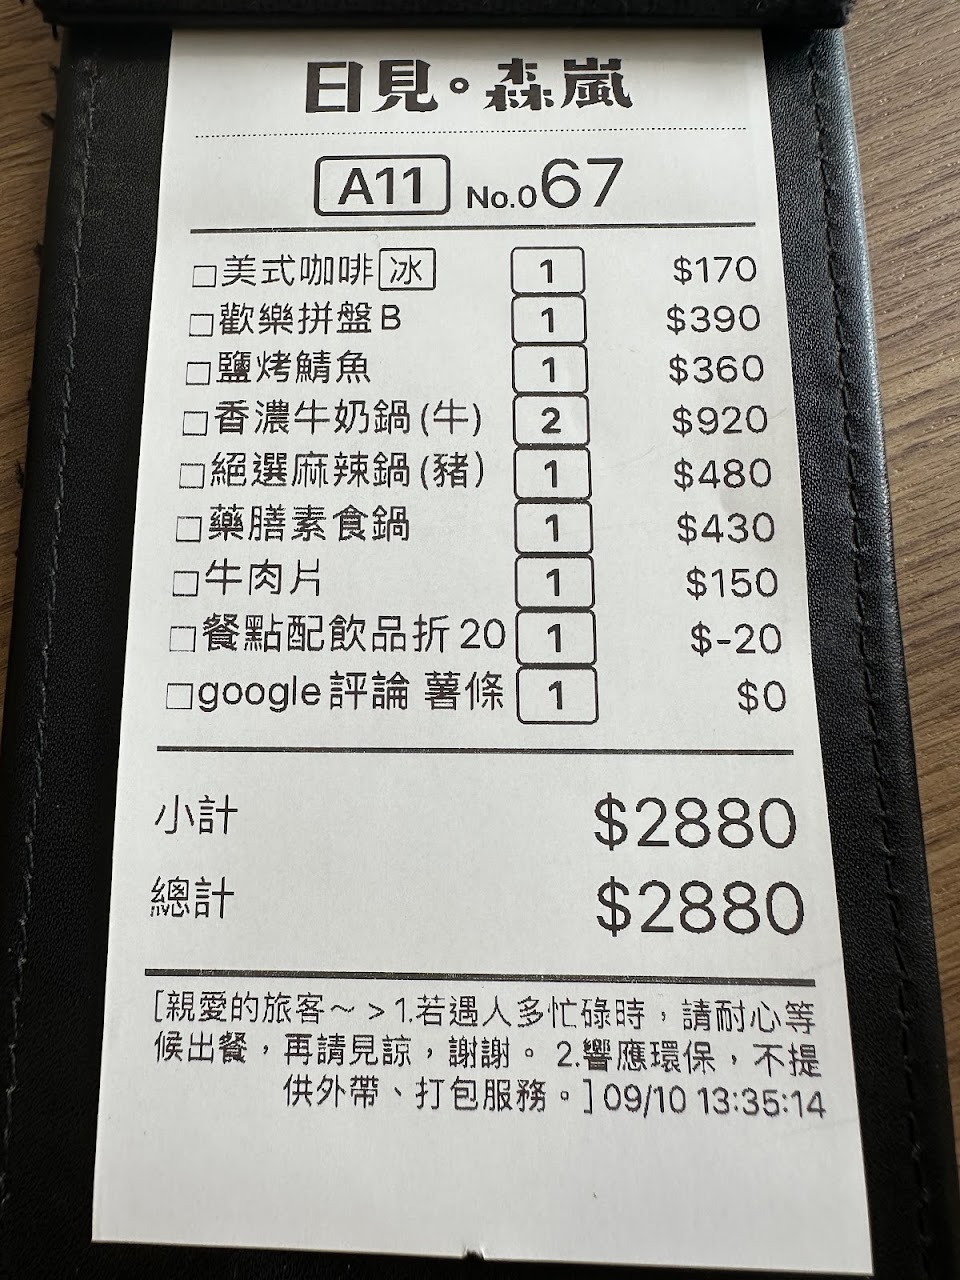 日見。森嵐
A11 No.067
□美式咖啡 冰 1 $170
□歡樂拼盤B 1 $390
□鹽烤鯖魚 1 $360
□香濃牛奶鍋(牛) 2 $920
□絕選麻辣鍋(豬) 1 $480
□藥膳素食鍋 1 $430
□牛肉片 1 $150
□餐點配飲品折20 1 $-20
□google評論 薯條 1 $0
小計 $2880
總計 $2880
[親愛的旅客～>1.若遇人多忙碌時，請耐心等
候出餐，再請見諒，謝謝。 2.響應環保，不提
供外帶、打包服務。] 09/10 13:35:14